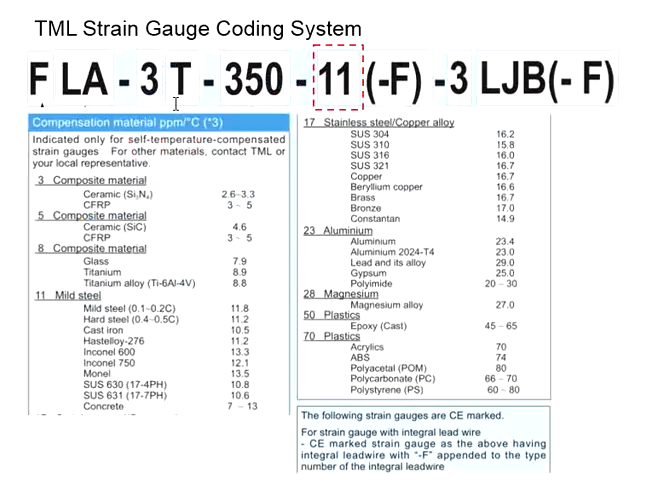 TML Strain Gauge Coding System
F LA - 3 T - 350 - 11 (-F) - 3 LJB(- F)
Compensation material ppm/°C (*3)
Indicated only for self-temperature-compensated
strain gauges For other materials, contact TML or
your local representative.
3 Composite material
Ceramic (Si₃N₄) 2.6-3.3
CFRP 3 - 5
5 Composite material
Ceramic (SiC) 4.6
CFRP 3 - 5
8 Composite material
Glass 7.9
Titanium 8.9
Titanium alloy (Ti-6Al-4V) 8.8
11 Mild steel
Mild steel (0.1-0.2C) 11.8
Hard steel (0.4-0.5C) 11.2
Cast iron 10.5
Hastelloy-276 11.2
Inconel 600 13.3
Inconel 750 12.1
Monel 13.5
SUS 630 (17-4PH) 10.8
SUS 631 (17-7PH) 10.6
Concrete 7 - 13
17 Stainless steel/Copper alloy
SUS 304 16.2
SUS 310 15.8
SUS 316 16.0
SUS 321 16.7
Copper 16.7
Beryllium copper 16.6
Brass 16.7
Bronze 17.0
Constantan 14.9
23 Aluminium
Aluminium 23.4
Aluminium 2024-T4 23.0
Lead and its alloy 29.0
Gypsum 25.0
Polyimide 20 - 30
28 Magnesium
Magnesium alloy 27.0
50 Plastics
Epoxy (Cast) 45 - 65
70 Plastics
Acrylics 70
ABS 74
Polyacetal (POM) 80
Polycarbonate (PC) 66 - 70
Polystyrene (PS) 60 - 80
The following strain gauges are CE marked.
For strain gauge with integral lead wire
- CE marked strain gauge as the above having
integral leadwire with "-F" appended to the type
number of the integral leadwire